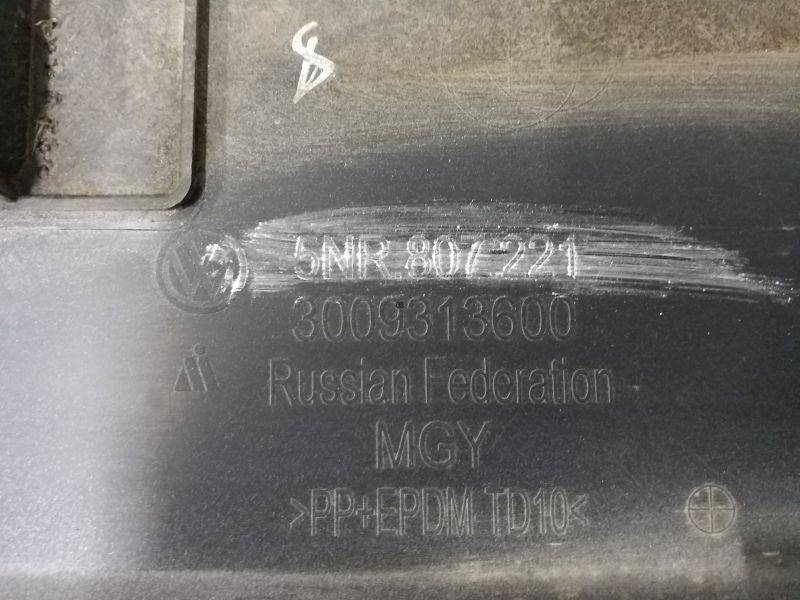 5NR.807.221
3009313600
Russian Federation
MGY
>PP+EPDM TD10<